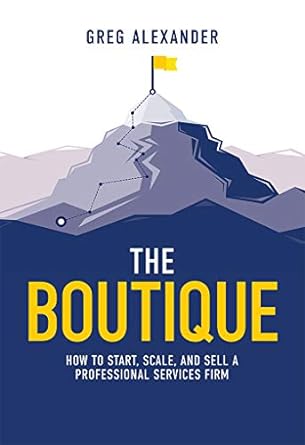 GREG ALEXANDER
THE
BOUTIQUE
HOW TO START, SCALE, AND SELL A
PROFESSIONAL SERVICES FIRM